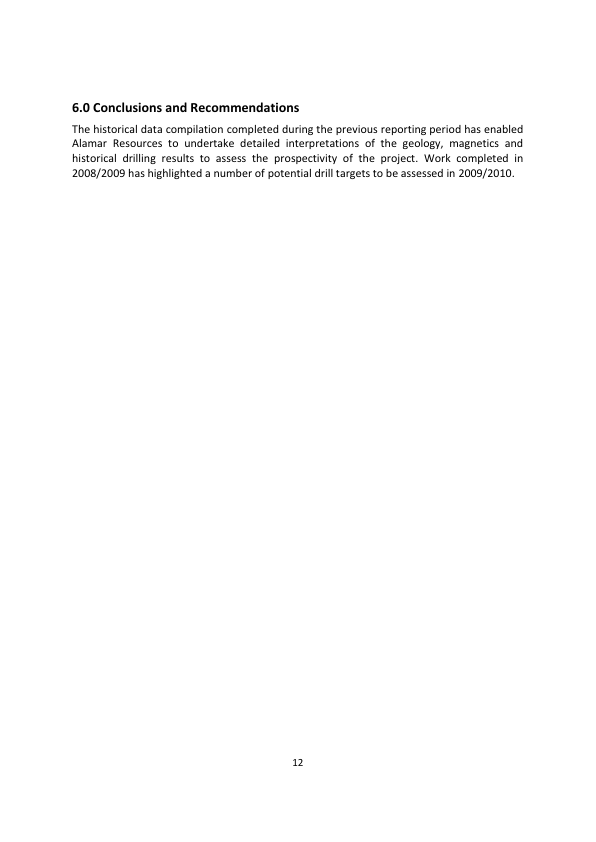 6.0 Conclusions and Recommendations
The historical data compilation completed during the previous reporting period has enabled
Alamar Resources to undertake detailed interpretations of the geology, magnetics and
historical drilling results to assess the prospectivity of the project. Work completed in
2008/2009 has highlighted a number of potential drill targets to be assessed in 2009/2010.
12